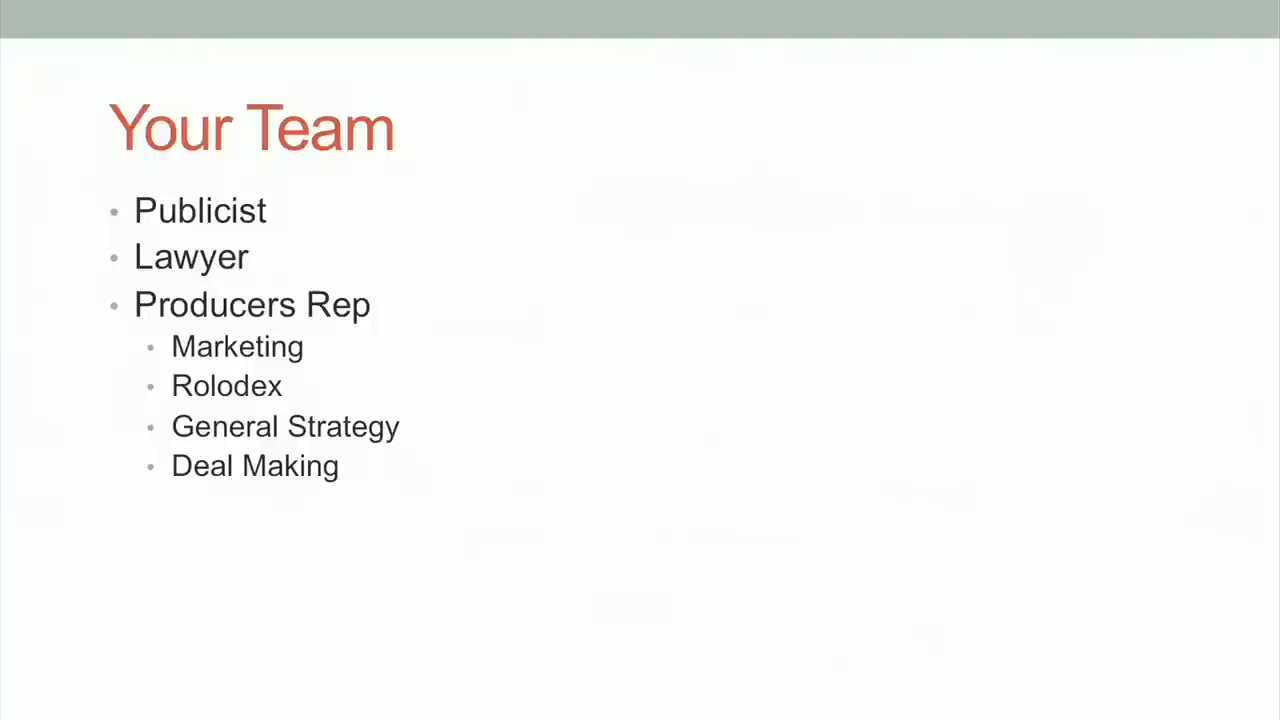 Your Team
• Publicist
• Lawyer
• Producers Rep
• Marketing
• Rolodex
• General Strategy
• Deal Making